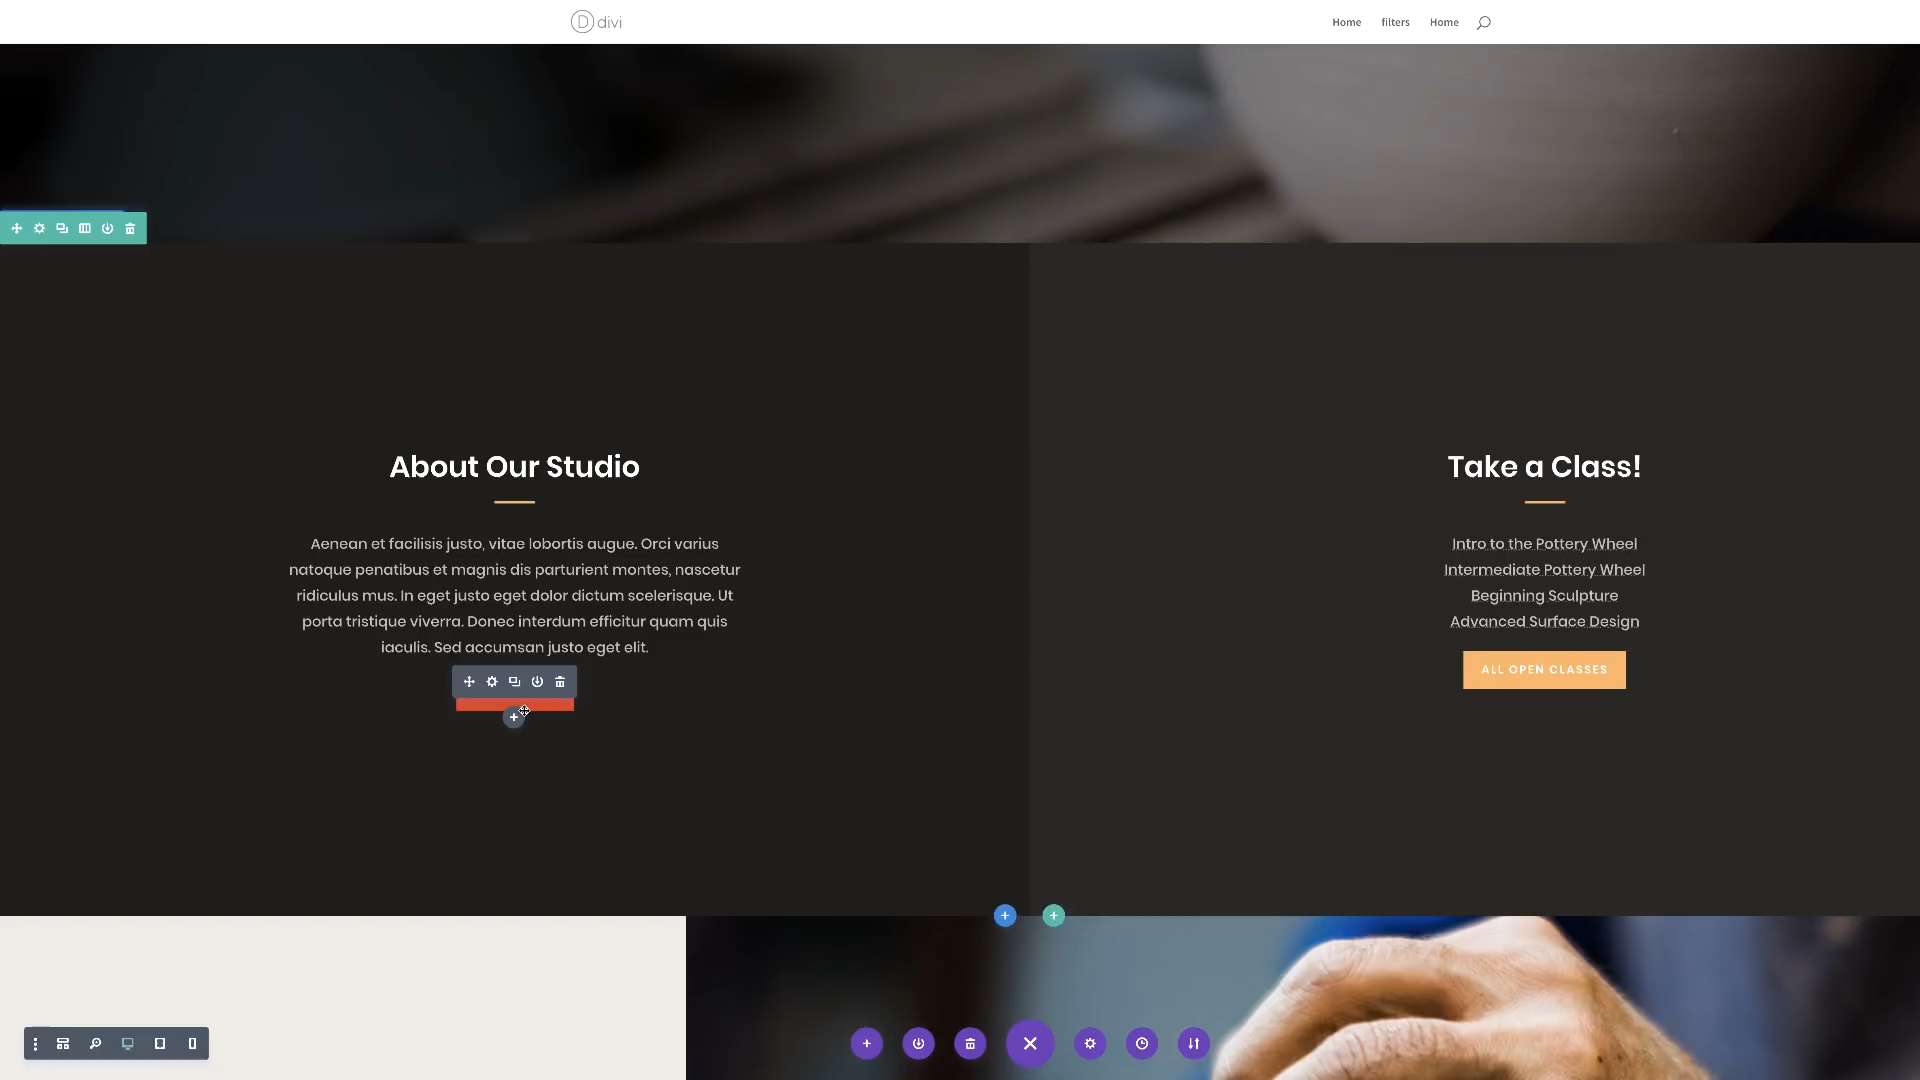 divi
Home
filters
Home
About Our Studio
Aenean et facilisis justo, vitae lobortis augue. Orci varius
natoque penatibus et magnis dis parturient montes, nascetur
ridiculus mus. In eget justo eget dolor dictum scelerisque. Ut
porta tristique viverra. Donec interdum efficitur quam quis
iaculis. Sed accumsan justo eget elit.
Take a Class!
Intro to the Pottery Wheel
Intermediate Pottery Wheel
Beginning Sculpture
Advanced Surface Design
ALL OPEN CLASSES